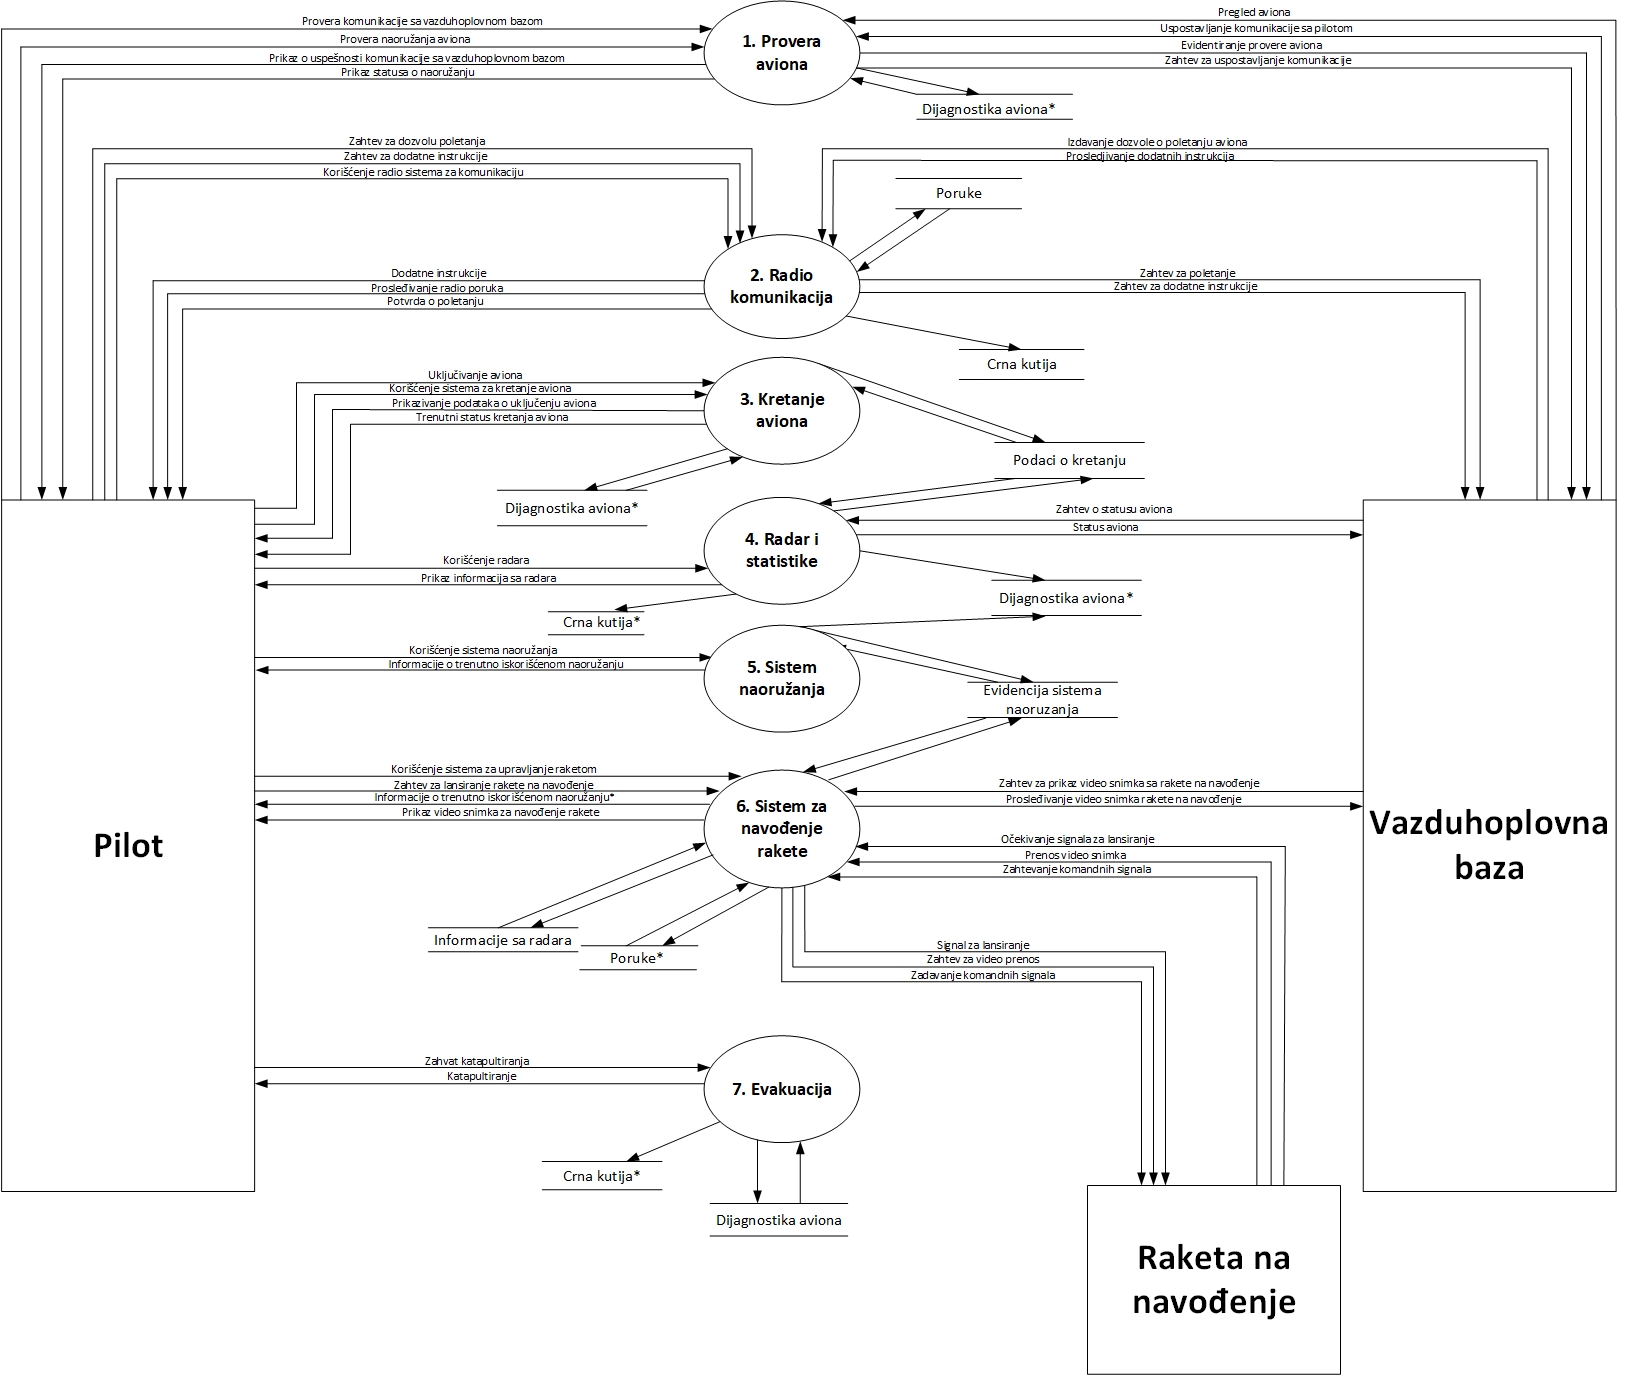 Provera komunikacije sa vazduhoplovnom bazom
Provera naoružanja aviona
Prikaz o uspešnosti komunikacije sa vazduhoplovnom bazom
Prikaz statusa o naoružanju
1. Provera
aviona
Pregled aviona
Uspostavljanje komunikacije sa pilotom
Evidentiranje provere aviona
Zahtev za uspostavljanje komunikacije
Dijagnostika aviona*
Zahtev za dozvolu poletanja
Zahtev za dodatne instrukcije
Korišćenje radio sistema za komunikaciju
Izdavanje dozvole o poletanju aviona
Prosledjivanje dodatnih instrukcija
Poruke
2. Radio
komunikacija
Dodatne instrukcije
Prosleđivanje radio poruka
Potvrda o poletanju
Zahtev za poletanje
Zahtev za dodatne instrukcije
Crna kutija
Uključivanje aviona
Korišćenje sistema za kretanje aviona
Prikazivanje podataka o uključenju aviona
Trenutni status kretanja aviona
3. Kretanje
aviona
Podaci o kretanju
Dijagnostika aviona*
Zahtev o statusu aviona
Status aviona
4. Radar i
statistike
Korišćenje radara
Prikaz informacija sa radara
Dijagnostika aviona*
Crna kutija*
Korišćenje sistema naoružanja
Informacije o trenutno iskorišćenom naoružanju
5. Sistem
naoružanja
Evidencija sistema
naoruzanja
Korišćenje sistema za upravljanje raketom
Zahtev za lansiranje rakete na navođenje
Informacije o trenutno iskorišćenom naoružanju*
Prikaz video snimka za navođenje rakete
6. Sistem za
navođenje
rakete
Zahtev za prikaz video snimka sa rakete na navođenje
Prosleđivanje video snimka rakete na navođenje
Očekivanje signala za lansiranje
Prenos video snimka
Zahtevanje komandnih signala
Pilot
Vazduhoplovna
baza
Informacije sa radara
Poruke*
Signal za lansiranje
Zahtev za video prenos
Zadavanje komandnih signala
Zahvat katapultiranja
Katapultiranje
7. Evakuacija
Crna kutija*
Dijagnostika aviona
Raketa na
navođenje